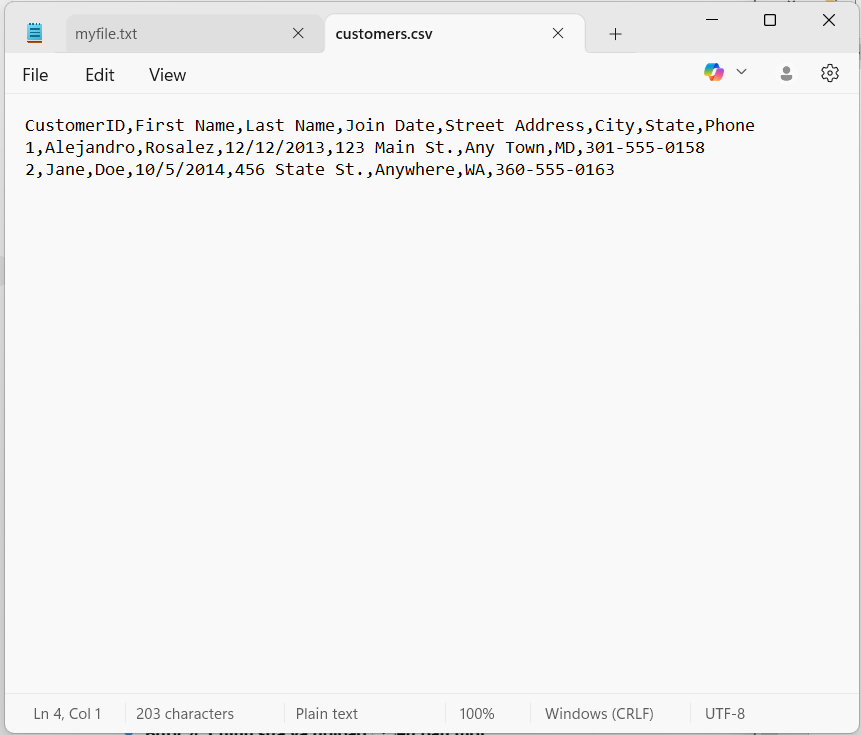 myfile.txt
customers.csv
File Edit View
CustomerID,First Name,Last Name,Join Date,Street Address,City,State,Phone
1,Alejandro,Rosalez,12/12/2013,123 Main St.,Any Town,MD,301-555-0158
2,Jane,Doe,10/5/2014,456 State St.,Anywhere,WA,360-555-0163
Ln 4, Col 1 203 characters Plain text 100% Windows (CRLF) UTF-8